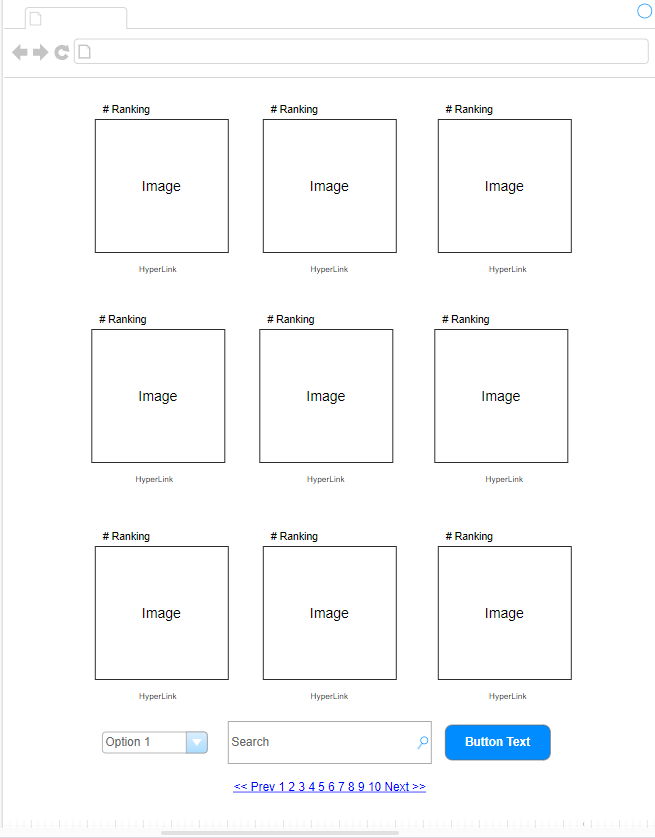 # Ranking # Ranking # Ranking
Image Image Image
HyperLink HyperLink HyperLink
# Ranking # Ranking # Ranking
Image Image Image
HyperLink HyperLink HyperLink
# Ranking # Ranking # Ranking
Image Image Image
HyperLink HyperLink HyperLink
Option 1 Search Button Text
<< Prev 1 2 3 4 5 6 7 8 9 10 Next >>